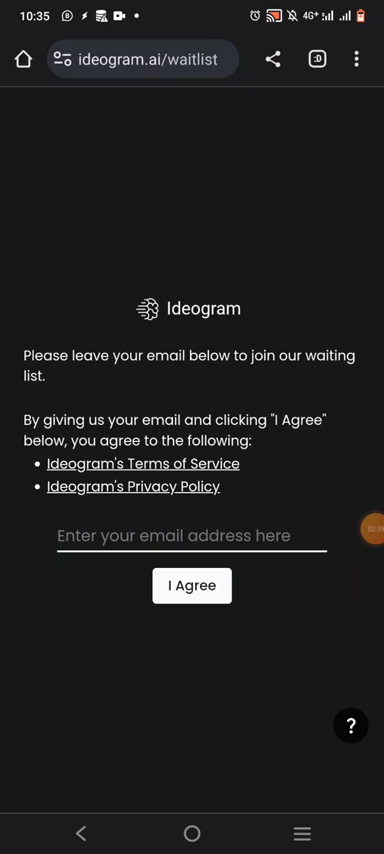 10:35
4G+
ideogram.ai/waitlist
:D
Ideogram
Please leave your email below to join our waiting
list.
By giving us your email and clicking "I Agree"
below, you agree to the following:
• Ideogram's Terms of Service
• Ideogram's Privacy Policy
Enter your email address here
I Agree
?